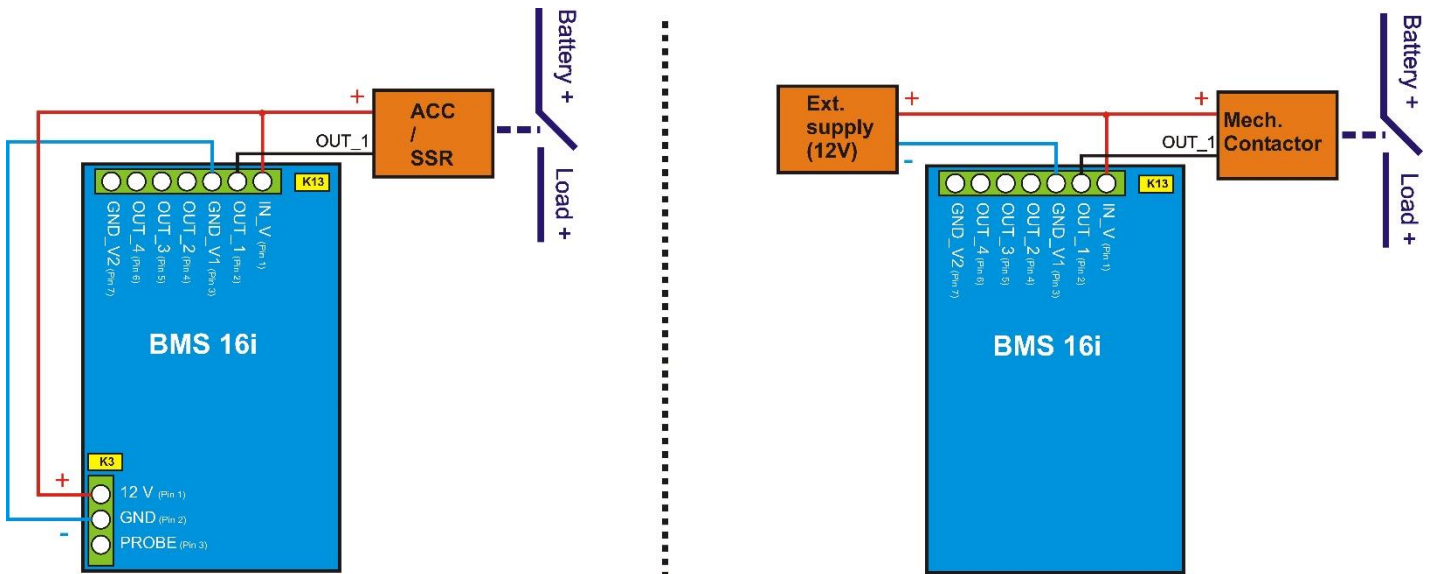 Battery +
+
ACC
/
SSR
OUT_1
Load +
K13
GND_V2 (Pin 7)
OUT_4 (Pin 6)
OUT_3 (Pin 5)
OUT_2 (Pin 4)
GND_V1 (Pin 3)
OUT_1 (Pin 2)
IN_V (Pin 1)
BMS 16i
K3
+
12 V (Pin 1)
GND (Pin 2)
-
PROBE (Pin 3)
Battery +
Ext.
supply
(12V)
+
-
+
Mech.
Contactor
OUT_1
Load +
K13
GND_V2 (Pin 7)
OUT_4 (Pin 6)
OUT_3 (Pin 5)
OUT_2 (Pin 4)
GND_V1 (Pin 3)
OUT_1 (Pin 2)
IN_V (Pin 1)
BMS 16i